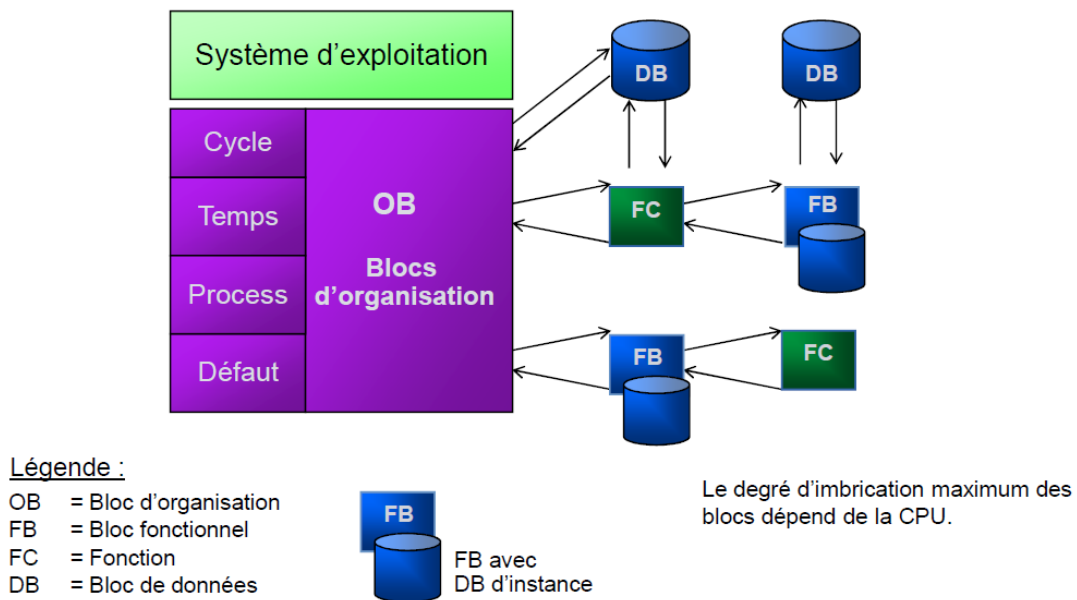 Système d'exploitation
DB
DB
Cycle
Temps
Process
Défaut
OB
Blocs
d'organisation
FC
FB
FB
FC
Légende :
OB = Bloc d'organisation
FB = Bloc fonctionnel
FC = Fonction
DB = Bloc de données
FB
FB avec
DB d'instance
Le degré d'imbrication maximum des
blocs dépend de la CPU.